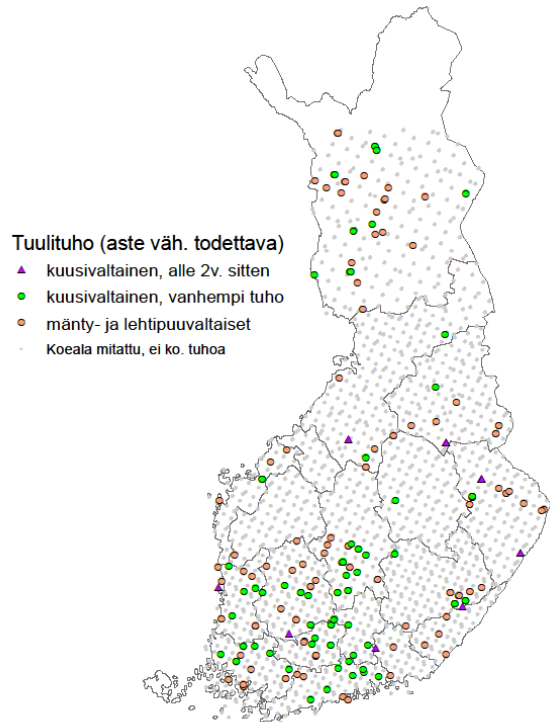 Tuulituho (aste väh. todettava)
kuusivaltainen, alle 2v. sitten
kuusivaltainen, vanhempi tuho
mänty- ja lehtipuuvaltaiset
Koeala mitattu, ei ko. tuhoa